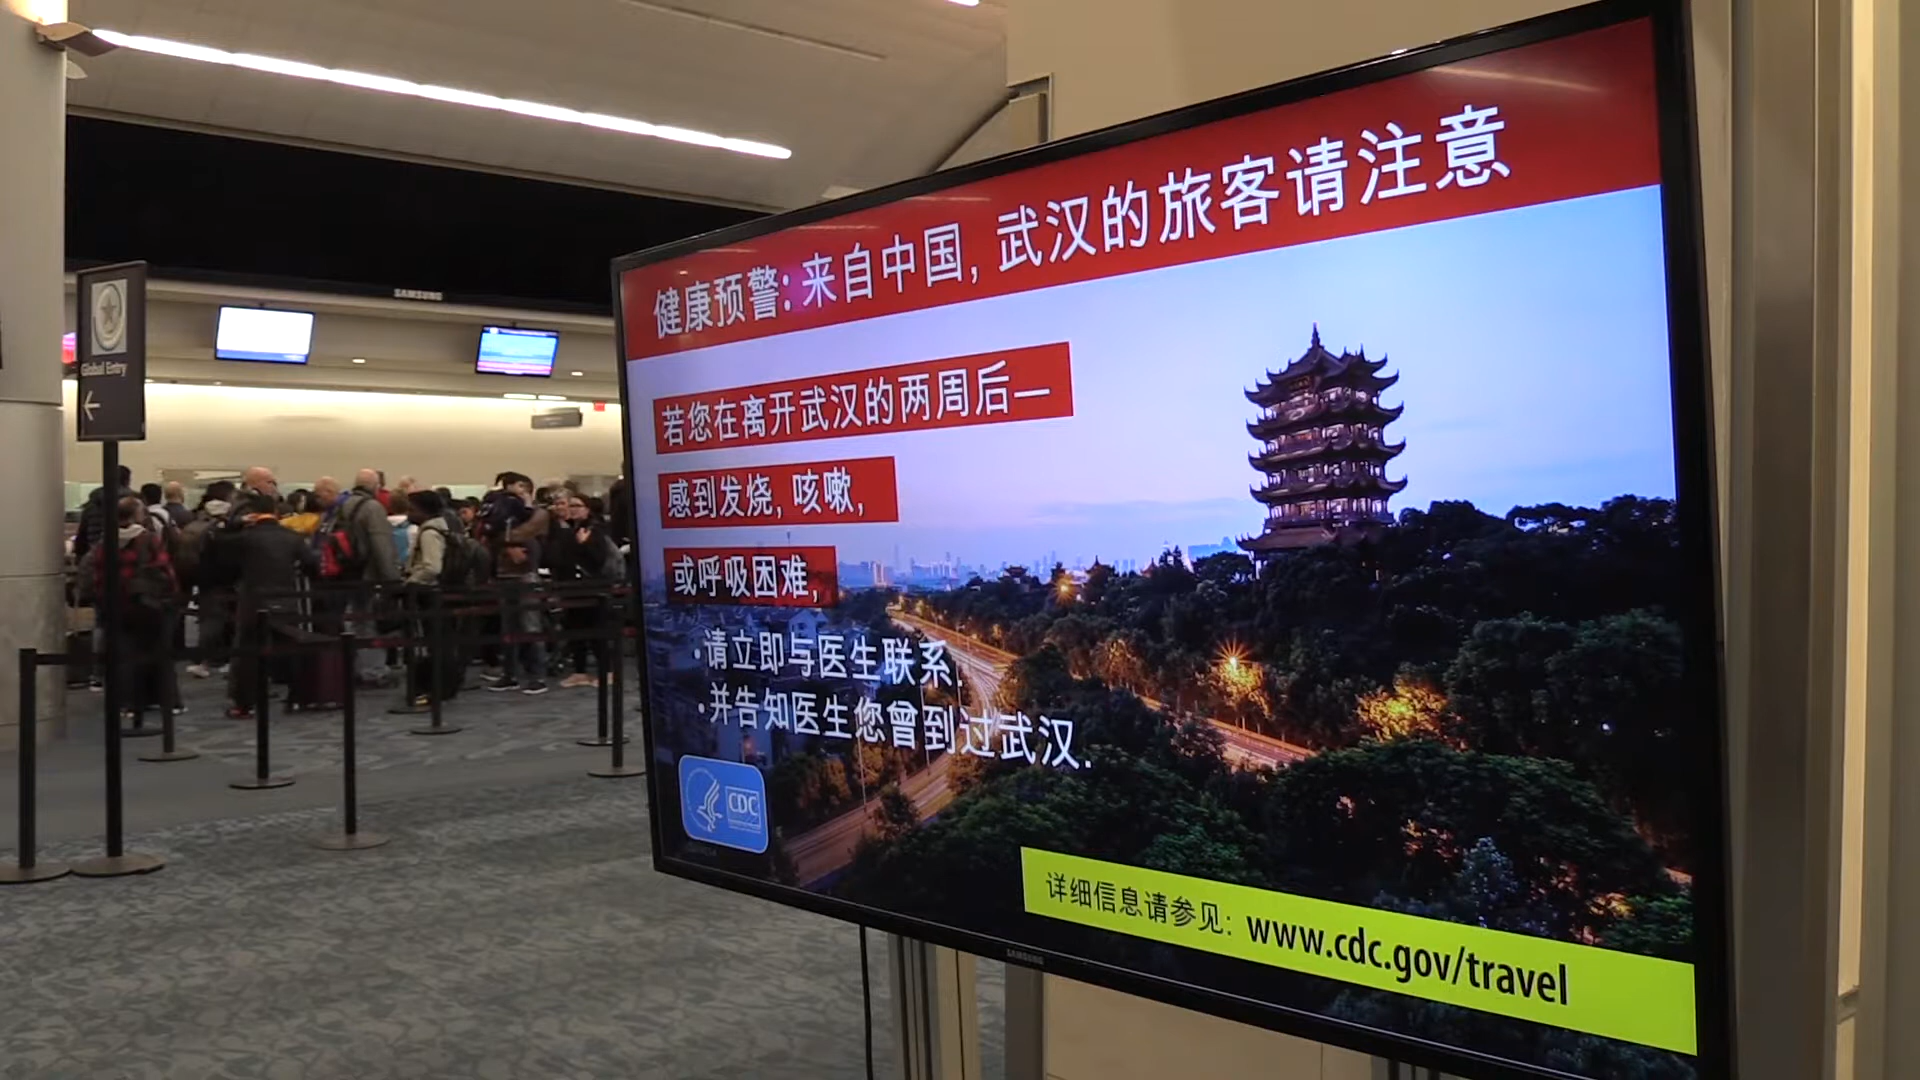 健康预警: 来自中国, 武汉的旅客请注意
若您在离开武汉的两周后—
感到发烧, 咳嗽,
或呼吸困难,
·请立即与医生联系.
·并告知医生您曾到过武汉.
CDC
详细信息请参见: www.cdc.gov/travel
SAMSUNG
Global Entry
SAMSUNG